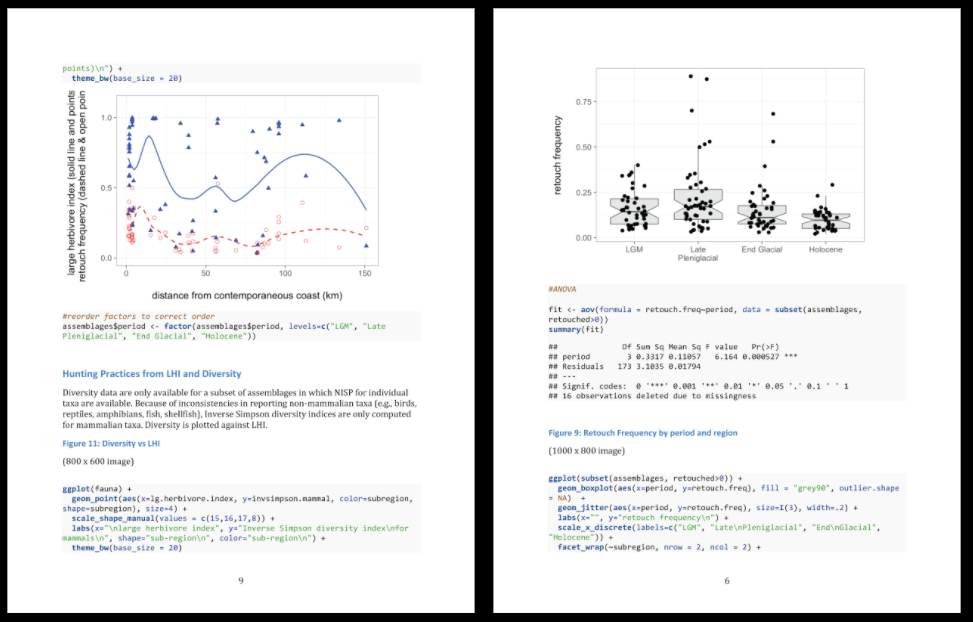 points)\n") +
  theme_bw(base_size = 20)
large herbivore index (solid line and points
retouch frequency (dashed line & open poin
1.0
0.5
0.0
0
50
100
150
distance from contemporaneous coast (km)
#reorder factors to correct order
assemblages$period <- factor(assemblages$period, levels=c("LGM", "Late
Pleniglacial", "End Glacial", "Holocene"))
Hunting Practices from LHI and Diversity
Diversity data are only available for a subset of assemblages in which NISP for individual
taxa are available. Because of inconsistencies in reporting non-mammalian taxa (e.g., birds,
reptiles, amphibians, fish, shellfish), Inverse Simpson diversity indices are only computed
for mammalian taxa. Diversity is plotted against LHI.
Figure 11: Diversity vs LHI
(800 x 600 image)
ggplot(fauna) +
  geom_point(aes(x=lg.herbivore.index, y=invsimpson.mammal, color=subregion,
shape=subregion), size=4) +
  scale_shape_manual(values = c(15,16,17,8)) +
  labs(x="\nlarge herbivore index", y="Inverse Simpson diversity index\nfor
mammals\n", shape="sub-region\n", color="sub-region\n") +
  theme_bw(base_size = 20)
9
retouch frequency
0.75
0.50
0.25
0.00
LGM
Late
Pleniglacial
End Glacial
Holocene
#ANOVA
fit <- aov(formula = retouch.freq~period, data = subset(assemblages,
retouched>0))
summary(fit)
##              Df Sum Sq Mean Sq F value   Pr(>F)
## period        3 0.3317 0.11057   6.164 0.000527 ***
## Residuals   173 3.1035 0.01794
## ---
## Signif. codes:  0 '***' 0.001 '**' 0.01 '*' 0.05 '.' 0.1 ' ' 1
## 16 observations deleted due to missingness
Figure 9: Retouch Frequency by period and region
(1000 x 800 image)
ggplot(subset(assemblages, retouched>0)) +
  geom_boxplot(aes(x=period, y=retouch.freq), fill = "grey90", outlier.shape
= NA) +
  geom_jitter(aes(x=period, y=retouch.freq), size=I(3), width=.2) +
  labs(x="", y="retouch frequency\n") +
  scale_x_discrete(labels=c("LGM", "Late\nPleniglacial", "End\nGlacial",
"Holocene")) +
  facet_wrap(~subregion, nrow = 2, ncol = 2) +
6